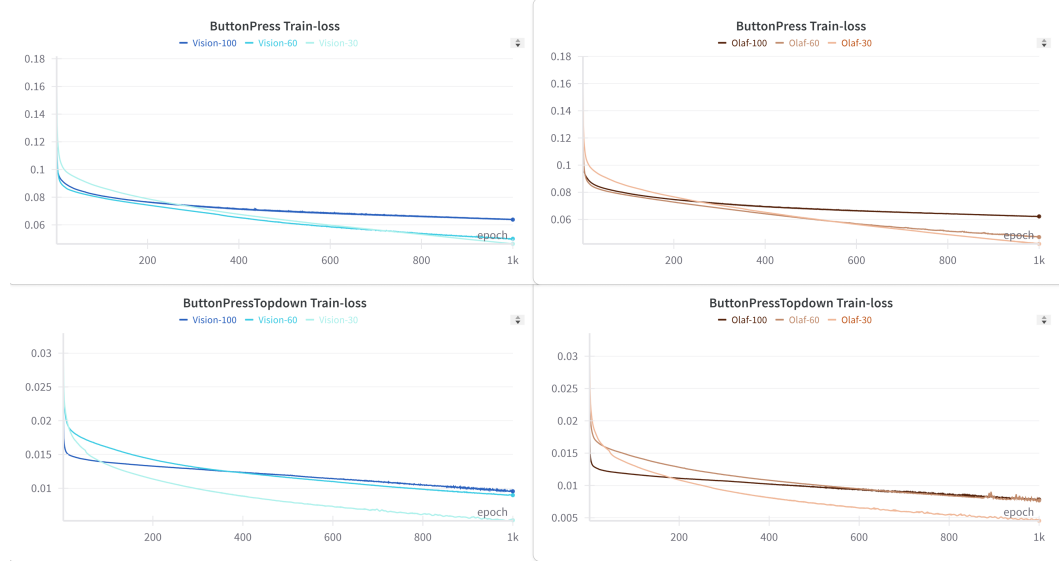 ButtonPress Train-loss
Vision-100 Vision-60 Vision-30
0.18
0.16
0.14
0.12
0.1
0.08
0.06
epoch
200 400 600 800 1k
ButtonPress Train-loss
Olaf-100 Olaf-60 Olaf-30
0.18
0.16
0.14
0.12
0.1
0.08
0.06
epoch
200 400 600 800 1k
ButtonPressTopdown Train-loss
Vision-100 Vision-60 Vision-30
0.03
0.025
0.02
0.015
0.01
epoch
200 400 600 800 1k
ButtonPressTopdown Train-loss
Olaf-100 Olaf-60 Olaf-30
0.03
0.025
0.02
0.015
0.01
0.005
epoch
200 400 600 800 1k